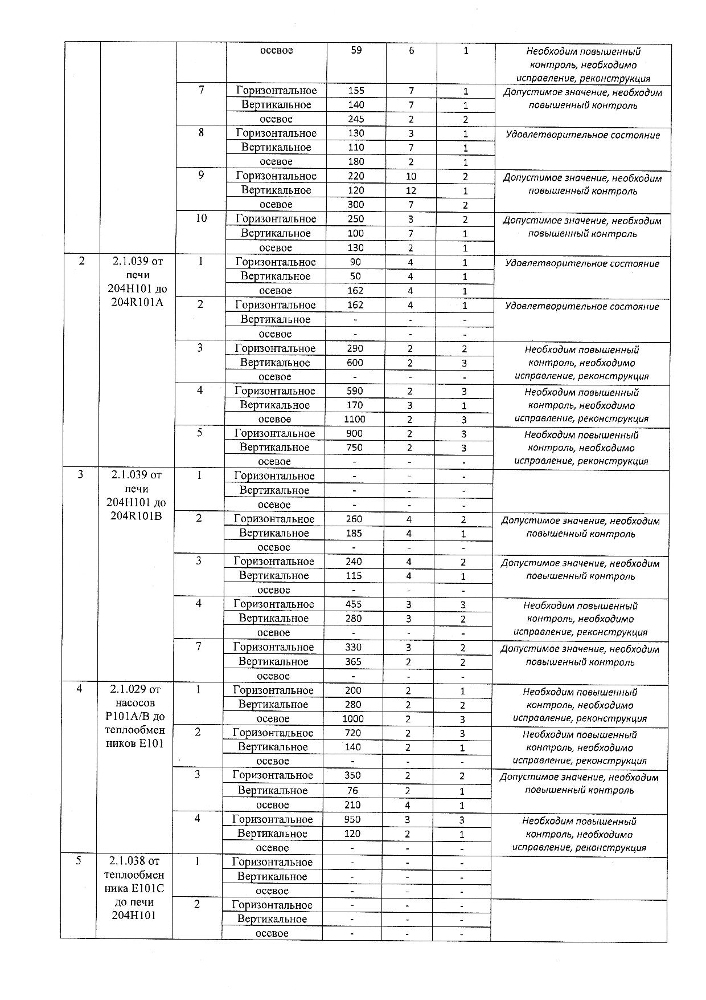 осевое 59 6 1 Необходим повышенный
контроль, необходимо
исправление, реконструкция
7 Горизонтальное 155 7 1 Допустимое значение, необходим
Вертикальное 140 7 1 повышенный контроль
осевое 245 2 2
8 Горизонтальное 130 3 1 Удовлетворительное состояние
Вертикальное 110 7 1
осевое 180 2 1
9 Горизонтальное 220 10 2 Допустимое значение, необходим
Вертикальное 120 12 1 повышенный контроль
осевое 300 7 2
10 Горизонтальное 250 3 2 Допустимое значение, необходим
Вертикальное 100 7 1 повышенный контроль
осевое 130 2 1
2 2.1.039 от 1 Горизонтальное 90 4 1 Удовлетворительное состояние
печи Вертикальное 50 4 1
204H101 до осевое 162 4 1
204R101A 2 Горизонтальное 162 4 1 Удовлетворительное состояние
Вертикальное - - -
осевое - - -
3 Горизонтальное 290 2 2 Необходим повышенный
Вертикальное 600 2 3 контроль, необходимо
осевое - - - исправление, реконструкция
4 Горизонтальное 590 2 3 Необходим повышенный
Вертикальное 170 3 1 контроль, необходимо
осевое 1100 2 3 исправление, реконструкция
5 Горизонтальное 900 2 3 Необходим повышенный
Вертикальное 750 2 3 контроль, необходимо
осевое - - - исправление, реконструкция
3 2.1.039 от 1 Горизонтальное - - -
печи Вертикальное - - -
204H101 до осевое - - -
204R101B 2 Горизонтальное 260 4 2 Допустимое значение, необходим
Вертикальное 185 4 1 повышенный контроль
осевое - - -
3 Горизонтальное 240 4 2 Допустимое значение, необходим
Вертикальное 115 4 1 повышенный контроль
осевое - - -
4 Горизонтальное 455 3 3 Необходим повышенный
Вертикальное 280 3 2 контроль, необходимо
осевое - - - исправление, реконструкция
7 Горизонтальное 330 3 2 Допустимое значение, необходим
Вертикальное 365 2 2 повышенный контроль
осевое - - -
4 2.1.029 от 1 Горизонтальное 200 2 1 Необходим повышенный
насосов Вертикальное 280 2 2 контроль, необходимо
P101A/B до осевое 1000 2 3 исправление, реконструкция
теплообмен 2 Горизонтальное 720 2 3 Необходим повышенный
ников E101 Вертикальное 140 2 1 контроль, необходимо
осевое - - - исправление, реконструкция
3 Горизонтальное 350 2 2 Допустимое значение, необходим
Вертикальное 76 2 1 повышенный контроль
осевое 210 4 1
4 Горизонтальное 950 3 3 Необходим повышенный
Вертикальное 120 2 1 контроль, необходимо
осевое - - - исправление, реконструкция
5 2.1.038 от 1 Горизонтальное - - -
теплообмен Вертикальное - - -
ника E101C осевое - - -
до печи 2 Горизонтальное - - -
204H101 Вертикальное - - -
осевое - - -